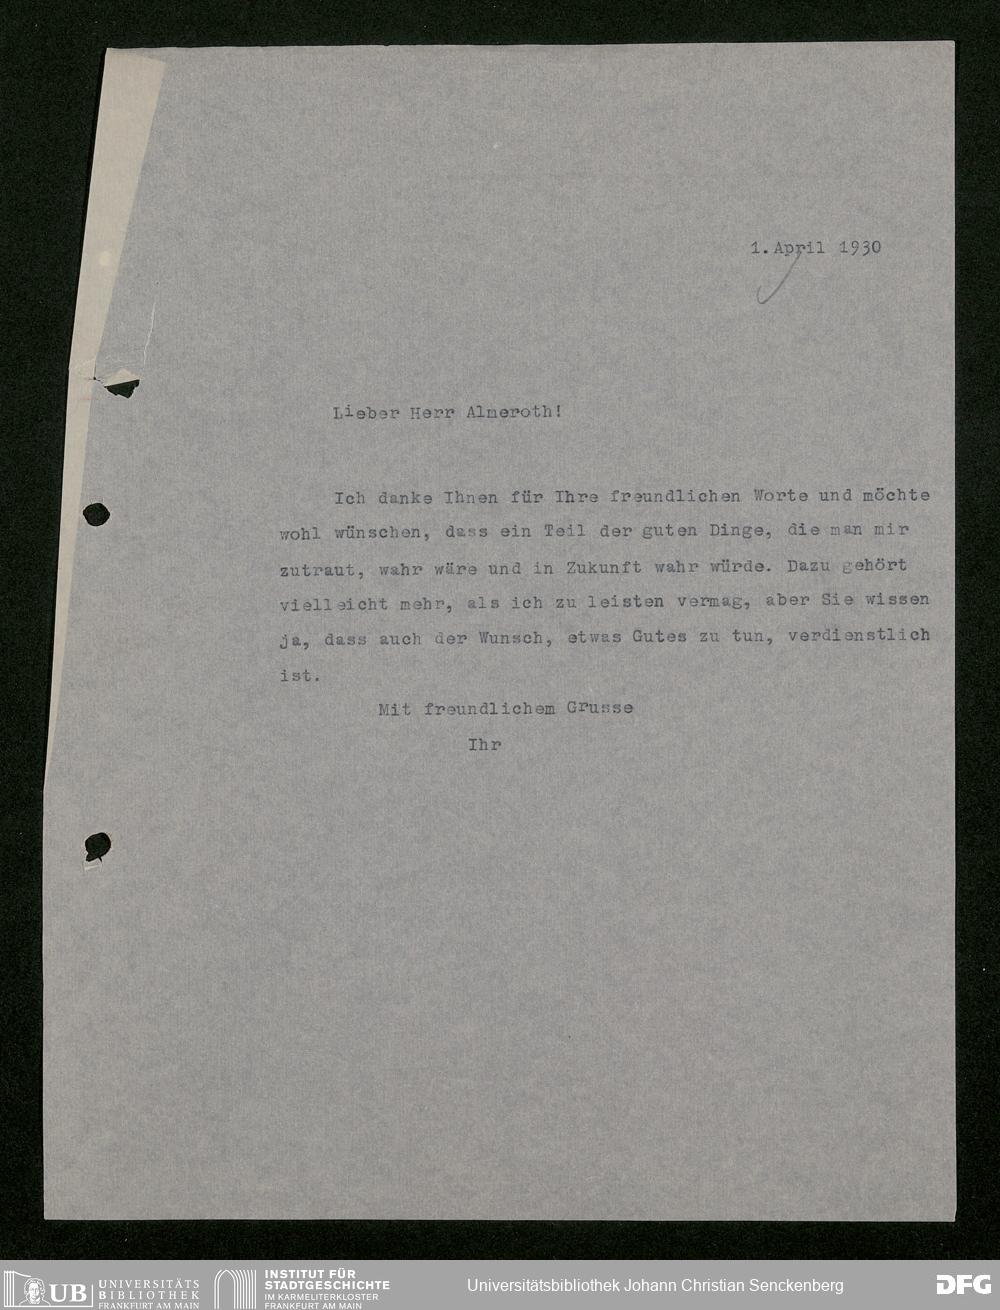 1. April 1930
Lieber Herr Almeroth!
Ich danke Ihnen für Ihre freundlichen Worte und möchte
wohl wünschen, dass ein Teil der guten Dinge, die man mir
zutraut, wahr wäre und in Zukunft wahr würde. Dazu gehört
vielleicht mehr, als ich zu leisten vermag, aber Sie wissen
ja, dass auch der Wunsch, etwas Gutes zu tun, verdienstlich
ist.
Mit freundlichem Grusse
Ihr
UB UNIVERSITÄTS
BIBLIOTHEK
FRANKFURT AM MAIN
INSTITUT FÜR
STADTGESCHICHTE
IM KARMELITERKLOSTER
FRANKFURT AM MAIN
Universitätsbibliothek Johann Christian Senckenberg
DFG